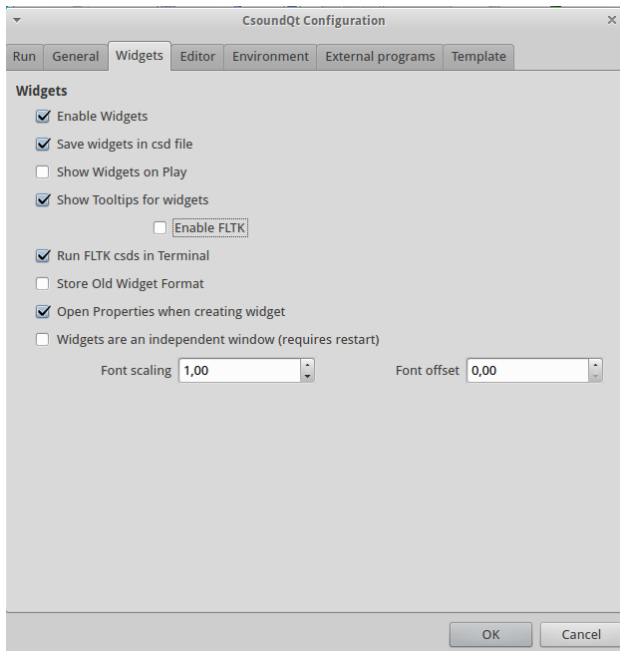 CsoundQt Configuration
Run General Widgets Editor Environment External programs Template
Widgets
Enable Widgets
Save widgets in csd file
Show Widgets on Play
Show Tooltips for widgets
Enable FLTK
Run FLTK csds in Terminal
Store Old Widget Format
Open Properties when creating widget
Widgets are an independent window (requires restart)
Font scaling 1,00 Font offset 0,00
OK Cancel